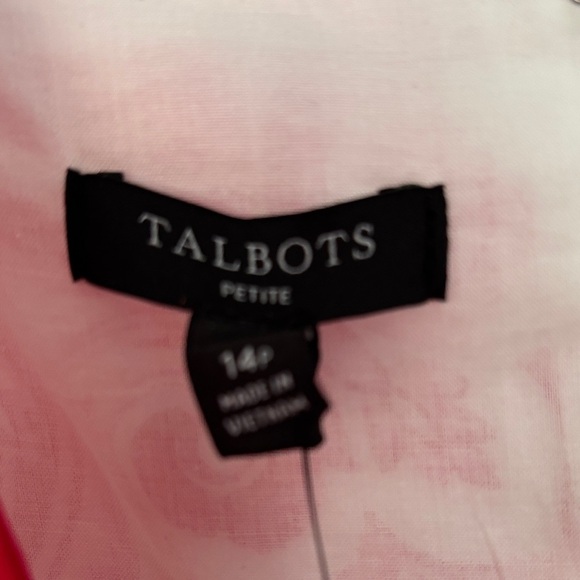 TALBOTS
PETITE
14P
MADE IN
VIETNAM